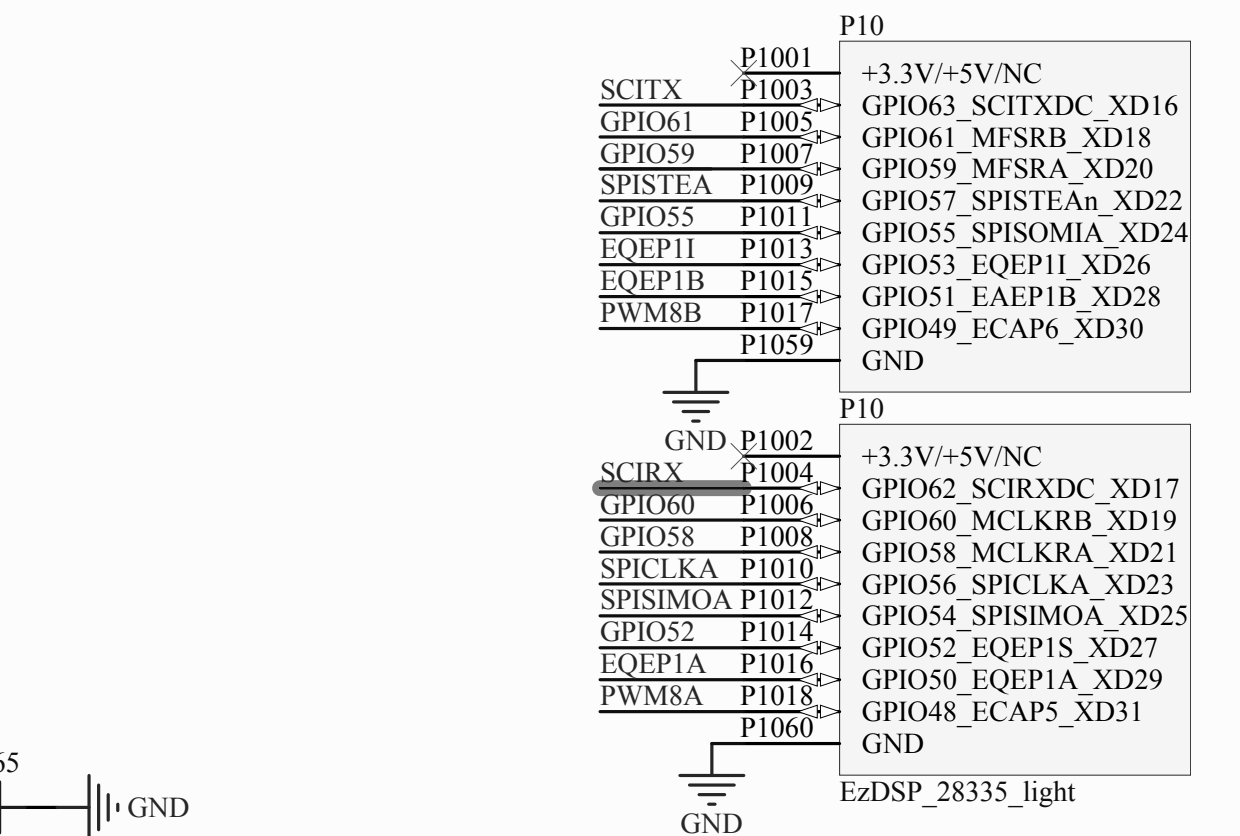 P10
P1001 +3.3V/+5V/NC
SCITX P1003 GPIO63_SCITXDC_XD16
GPIO61 P1005 GPIO61_MFSRB_XD18
GPIO59 P1007 GPIO59_MFSRA_XD20
SPISTEA P1009 GPIO57_SPISTEAn_XD22
GPIO55 P1011 GPIO55_SPISOMIA_XD24
EQEP1I P1013 GPIO53_EQEP1I_XD26
EQEP1B P1015 GPIO51_EAEP1B_XD28
PWM8B P1017 GPIO49_ECAP6_XD30
P1059 GND
GND
P10
P1002 +3.3V/+5V/NC
SCIRX P1004 GPIO62_SCIRXDC_XD17
GPIO60 P1006 GPIO60_MCLKRB_XD19
GPIO58 P1008 GPIO58_MCLKRA_XD21
SPICLKA P1010 GPIO56_SPICLKA_XD23
SPISIMOA P1012 GPIO54_SPISIMOA_XD25
GPIO52 P1014 GPIO52_EQEP1S_XD27
EQEP1A P1016 GPIO50_EQEP1A_XD29
PWM8A P1018 GPIO48_ECAP5_XD31
P1060 GND
GND
EzDSP_28335_light
GND